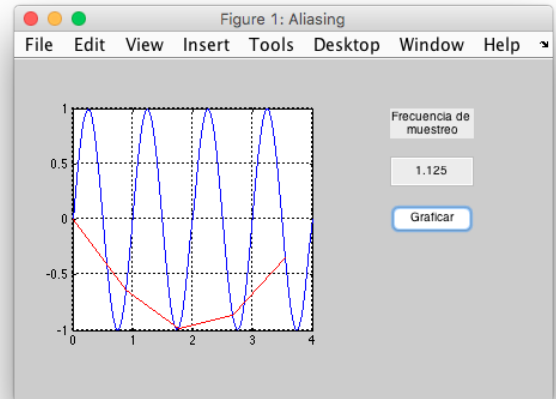 Figure 1: Aliasing
File Edit View Insert Tools Desktop Window Help
1
0.5
0
-0.5
-1
0 1 2 3 4
Frecuencia de
muestreo
1.125
Graficar